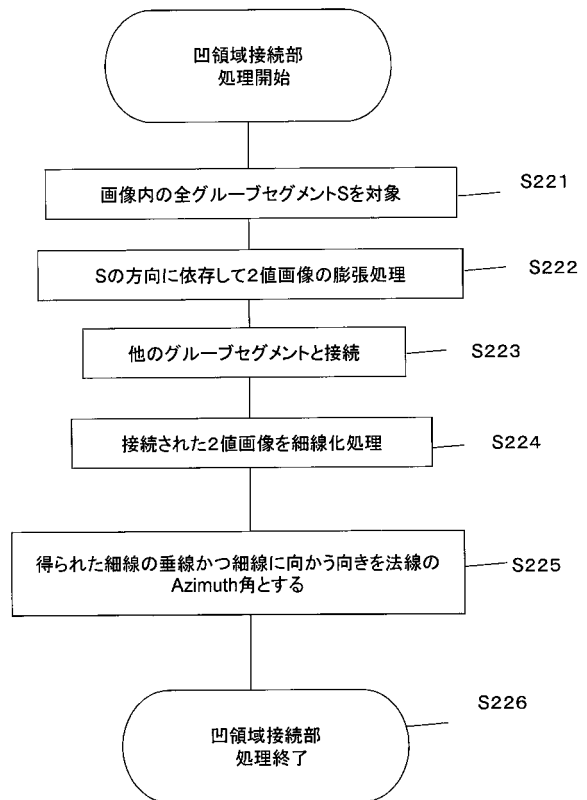 凹領域接続部
処理開始
画像内の全グルーブセグメントSを対象
S221
Sの方向に依存して2値画像の膨張処理
S222
他のグルーブセグメントと接続
S223
接続された2値画像を細線化処理
S224
得られた細線の垂線かつ細線に向かう向きを法線の
Azimuth角とする
S225
S226
凹領域接続部
処理終了